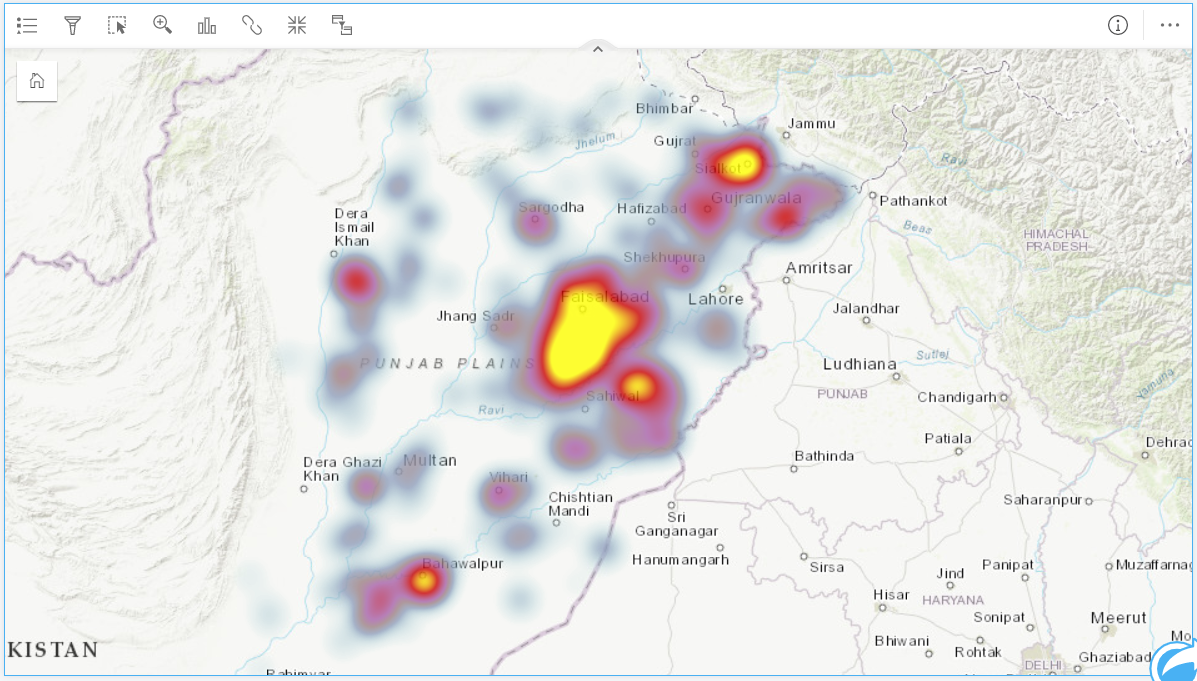 Bhimbar
Jammu
Jhelum
Gujrat
Ravi
Sialkot
Pathankot
Gujranwala
Sargodha
Hafizabad
Dera
Ismail
Khan
Beas
HIMACHAL
PRADESH
Shekhupura
Amritsar
Faisalabad
Lahore
Jalandhar
Jhang Sadr
Sutlej
PUNJAB PLAINS
Ludhiana
Yamuna
PUNJAB
Sahiwal
Chandigarh
Ravi
Patiala
Dehrad
Bathinda
Dera Ghazi
Khan
Multan
Vihari
Chishtian
Mandi
Saharanpur
Sri
Ganganagar
Hanumangarh
Bahawalpur
Sirsa
Jind
Panipat
Muzaffarnag
Hisar
HARYANA
Sonipat
Meerut
Bhiwani
Rohtak
Mo
KISTAN
Ghaziabad
DELHI
Rahimyar